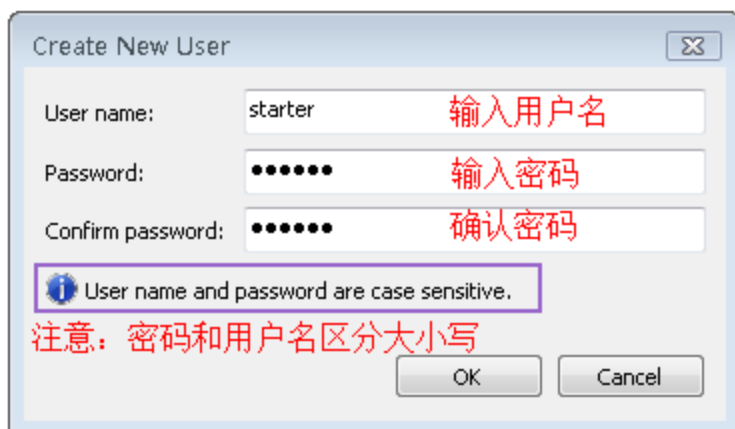 Create New User
User name: starter 输入用户名
Password: •••••• 输入密码
Confirm password: •••••• 确认密码
User name and password are case sensitive.
注意：密码和用户名区分大小写
OK Cancel